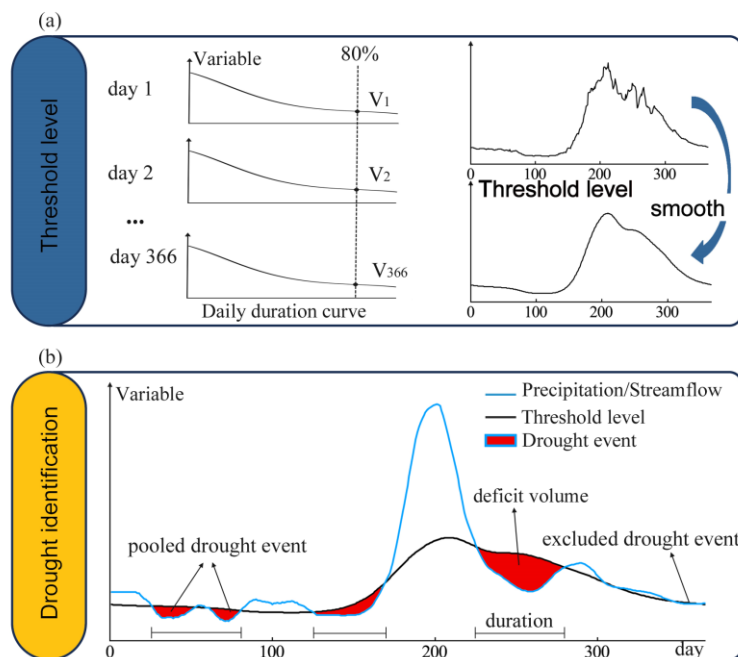 (a)
Threshold level
Variable
80%
day 1
V1
day 2
V2
...
day 366
V366
Daily duration curve
0 100 200 300
Threshold level
smooth
0 100 200 300
(b)
Drought identification
Variable
Precipitation/Streamflow
Threshold level
Drought event
deficit volume
pooled drought event
excluded drought event
duration
0 100 200 300 day